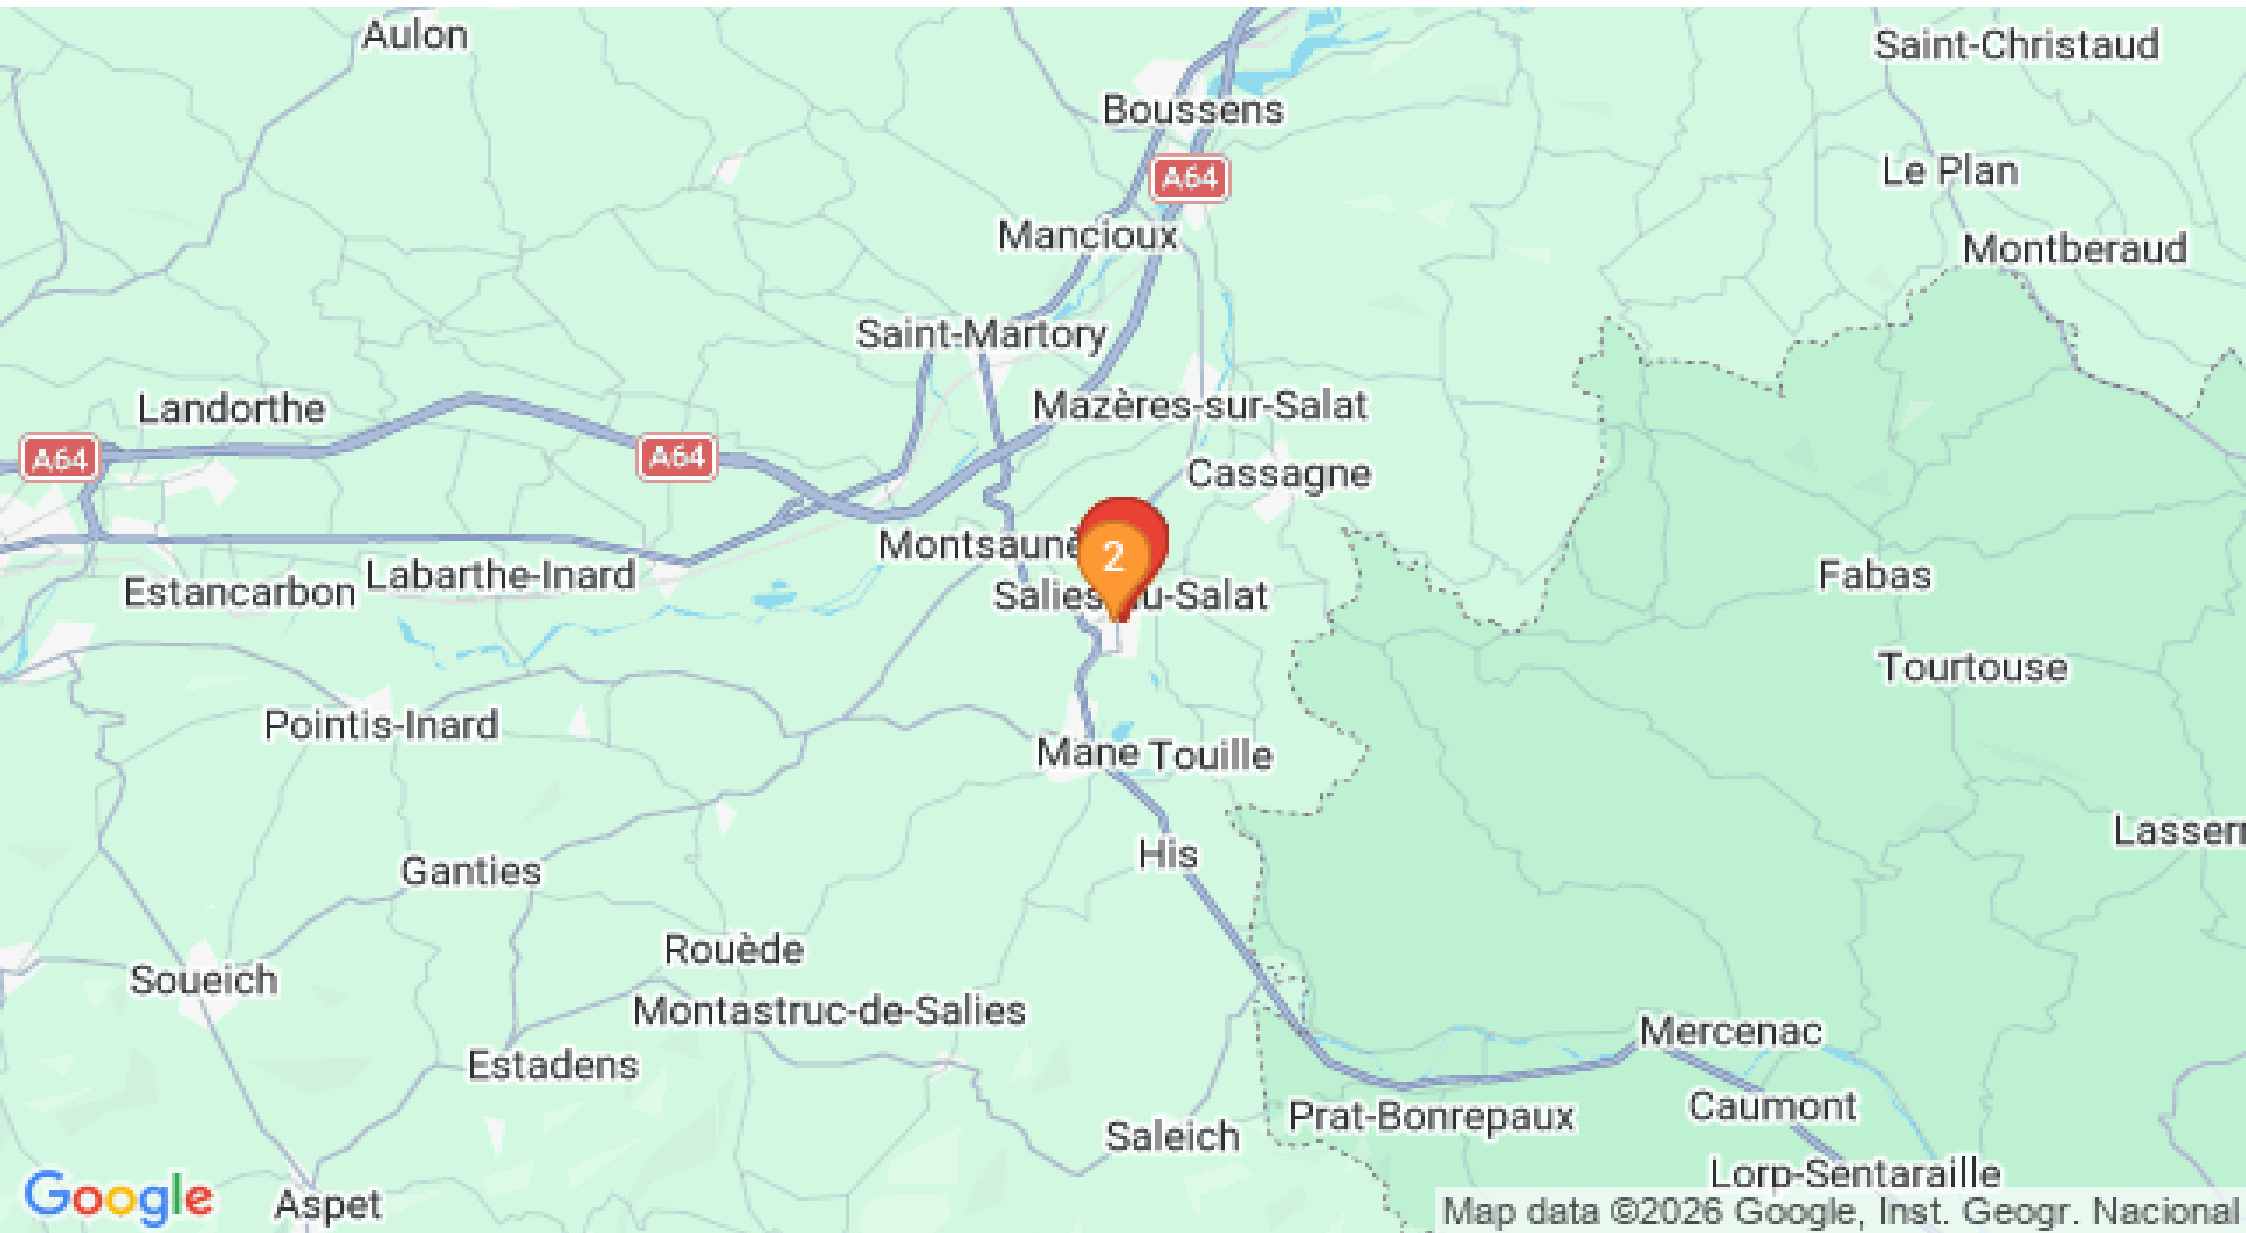 Aulon
Saint-Christaud
Boussens
A64
Le Plan
Mancioux
Montberaud
Saint-Martory
Landorthe
Mazères-sur-Salat
A64
A64
Cassagne
Montsaunè
2
Estancarbon
Labarthe-Inard
Salies-du-Salat
Fabas
Tourtouse
Pointis-Inard
Mane
Touille
Lasserr
His
Ganties
Rouède
Soueich
Montastruc-de-Salies
Mercenac
Estadens
Caumont
Prat-Bonrepaux
Saleich
Lorp-Sentaraille
Google
Aspet
Map data ©2026 Google, Inst. Geogr. Nacional